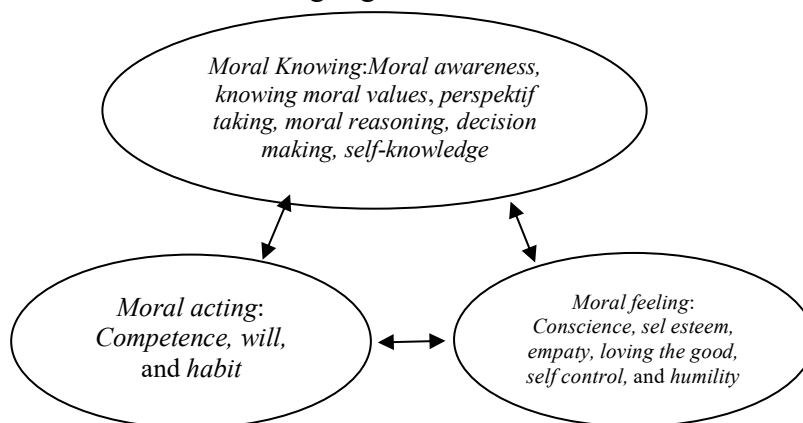 Moral Knowing:Moral awareness,
knowing moral values, perspektif
taking, moral reasoning, decision
making, self-knowledge
Moral acting:
Competence, will,
and habit
Moral feeling:
Conscience, sel esteem,
empaty, loving the good,
self control, and humility